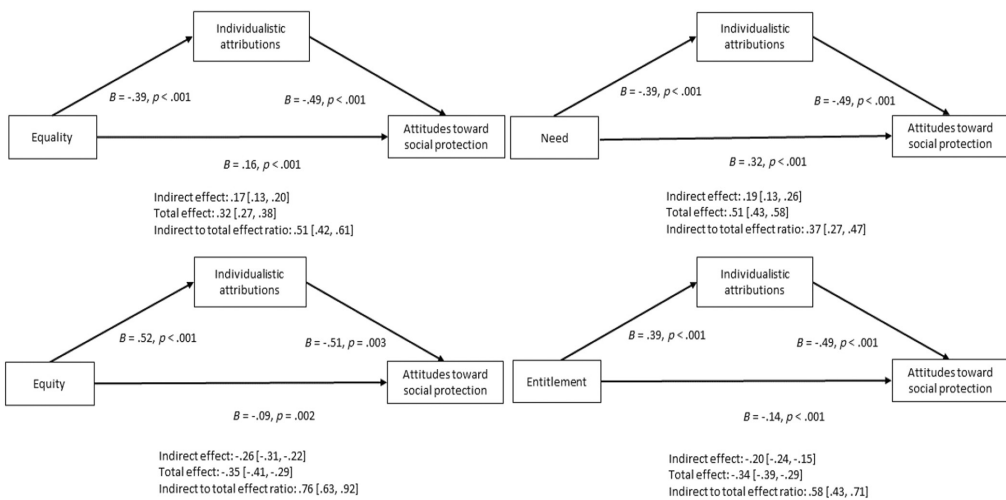 Individualistic
attributions
B = -.39, p < .001
B = -.49, p < .001
Equality
Attitudes toward
social protection
B = .16, p < .001
Indirect effect: .17 [.13, .20]
Total effect: .32 [.27, .38]
Indirect to total effect ratio: .51 [.42, .61]
Individualistic
attributions
B = -.39, p < .001
B = -.49, p < .001
Need
Attitudes toward
social protection
B = .32, p < .001
Indirect effect: .19 [.13, .26]
Total effect: .51 [.43, .58]
Indirect to total effect ratio: .37 [.27, .47]
Individualistic
attributions
B = .52, p < .001
B = -.51, p = .003
Equity
Attitudes toward
social protection
B = -.09, p = .002
Indirect effect: -.26 [-.31, -.22]
Total effect: -.35 [-.41, -.29]
Indirect to total effect ratio: .76 [.63, .92]
Individualistic
attributions
B = .39, p < .001
B = -.49, p < .001
Entitlement
Attitudes toward
social protection
B = -.14, p < .001
Indirect effect: -.20 [-.24, -.15]
Total effect: -.34 [-.39, -.29]
Indirect to total effect ratio: .58 [.43, .71]